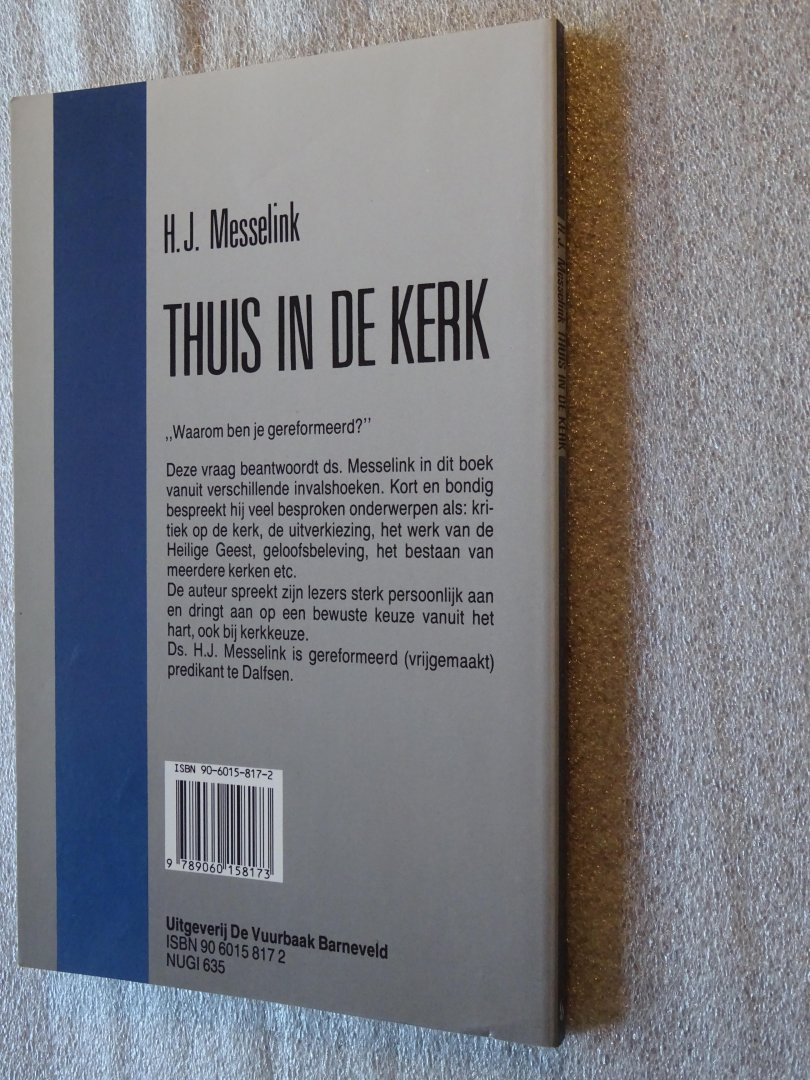 H.J. Messelink
THUIS IN DE KERK
,,Waarom ben je gereformeerd?''
Deze vraag beantwoordt ds. Messelink in dit boek
vanuit verschillende invalshoeken. Kort en bondig
bespreekt hij veel besproken onderwerpen als: kri-
tiek op de kerk, de uitverkiezing, het werk van de
Heilige Geest, geloofsbeleving, het bestaan van
meerdere kerken etc.
De auteur spreekt zijn lezers sterk persoonlijk aan
en dringt aan op een bewuste keuze vanuit het
hart, ook bij kerkkeuze.
Ds. H.J. Messelink is gereformeerd (vrijgemaakt)
predikant te Dalfsen.
ISBN 90-6015-817-2
9 789060 158173
Uitgeverij De Vuurbaak Barneveld
ISBN 90 6015 817 2
NUGI 635
H.J. Messelink THUIS IN DE KERK